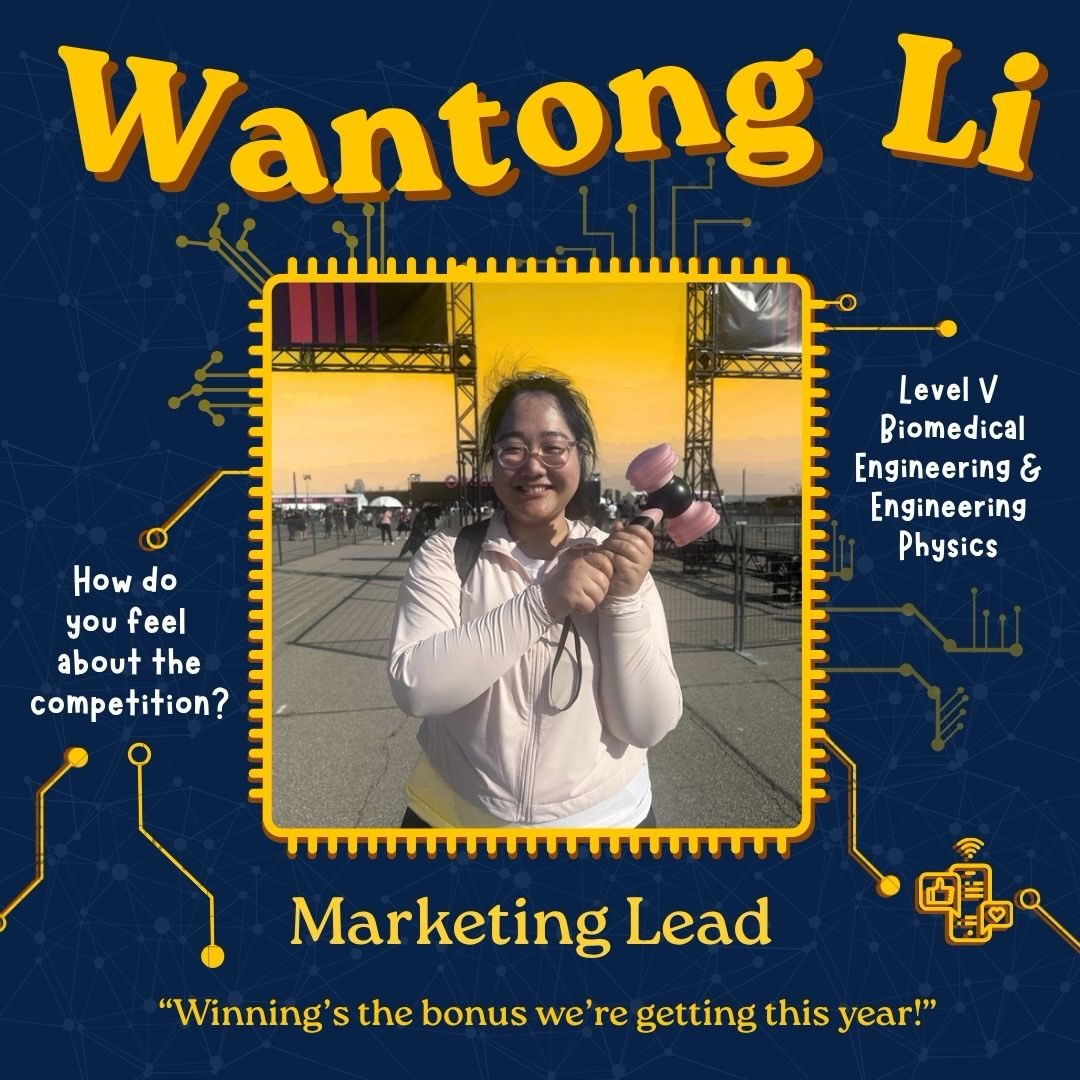 Wantong Li
Level V
Biomedical
Engineering &
Engineering
Physics
How do
you feel
about the
competition?
Marketing Lead
“Winning’s the bonus we’re getting this year!”